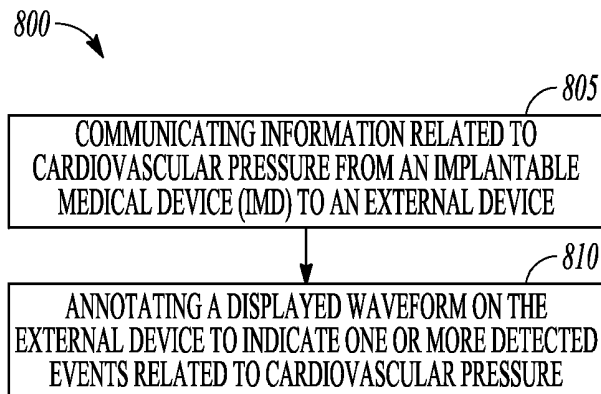 800
805
COMMUNICATING INFORMATION RELATED TO
CARDIOVASCULAR PRESSURE FROM AN IMPLANTABLE
MEDICAL DEVICE (IMD) TO AN EXTERNAL DEVICE
810
ANNOTATING A DISPLAYED WAVEFORM ON THE
EXTERNAL DEVICE TO INDICATE ONE OR MORE DETECTED
EVENTS RELATED TO CARDIOVASCULAR PRESSURE